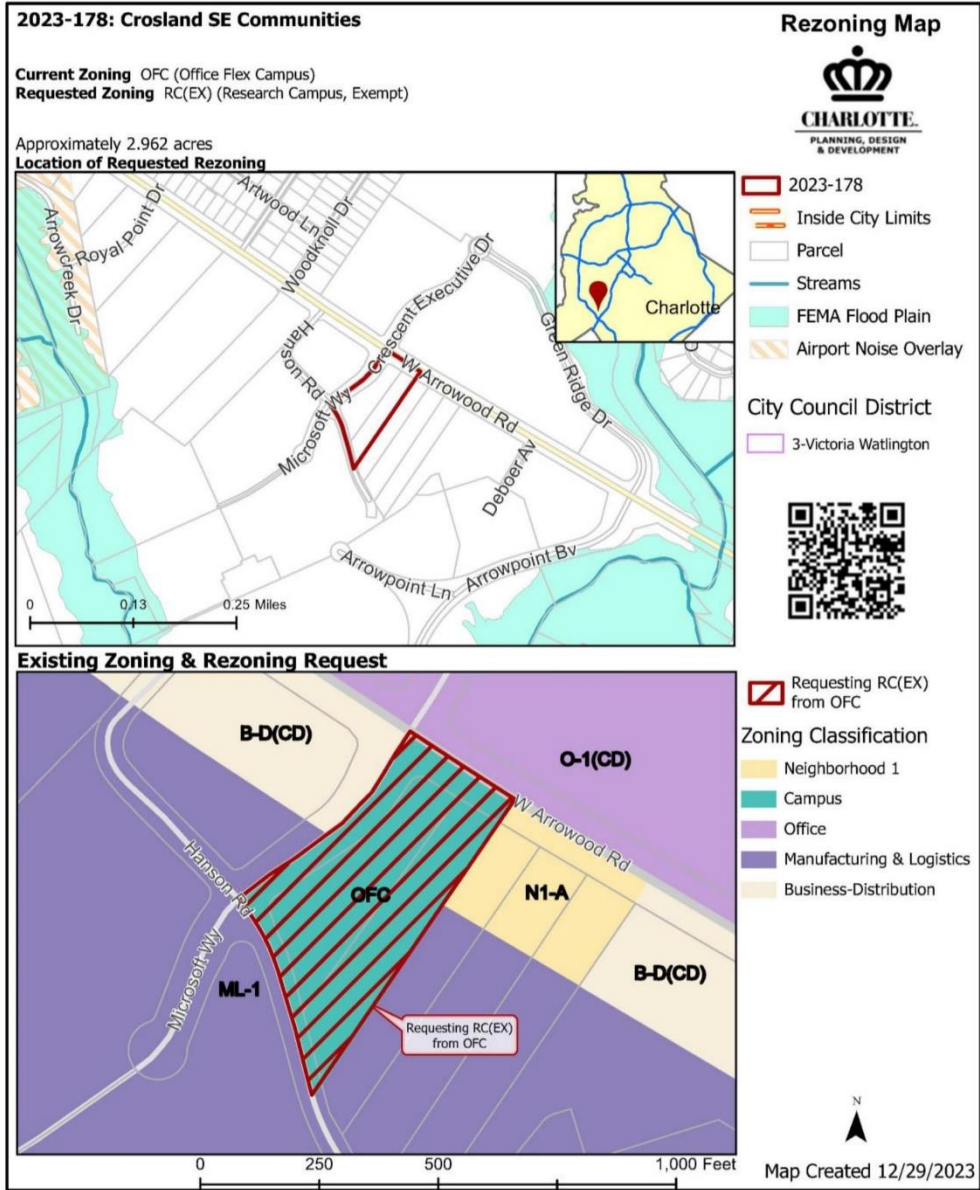 2023-178: Crosland SE Communities
Current Zoning OFC (Office Flex Campus)
Requested Zoning RC(EX) (Research Campus, Exempt)
Approximately 2.962 acres
Location of Requested Rezoning
Rezoning Map
CHARLOTTE™
PLANNING, DESIGN
& DEVELOPMENT
Arrowcreek Dr
Royal Point Dr
Artwood Ln
Woodknoll Dr
Hanson Rd
Crescent Executive Dr
W Arrowood Rd
Green Ridge Dr
D
Microsoft Wy
Deboer Av
Arrowpoint Ln
Arrowpoint Bv
0 0.13 0.25 Miles
Charlotte
2023-178
Inside City Limits
Parcel
Streams
FEMA Flood Plain
Airport Noise Overlay
City Council District
3-Victoria Watlington
Existing Zoning & Rezoning Request
B-D(CD)
O-1(CD)
W Arrowood Rd
Hanson Rd
OFC
N1-A
B-D(CD)
Microsoft Wy
ML-1
Requesting RC(EX)
from OFC
0 250 500 1,000 Feet
Requesting RC(EX)
from OFC
Zoning Classification
Neighborhood 1
Campus
Office
Manufacturing & Logistics
Business-Distribution
N
Map Created 12/29/2023